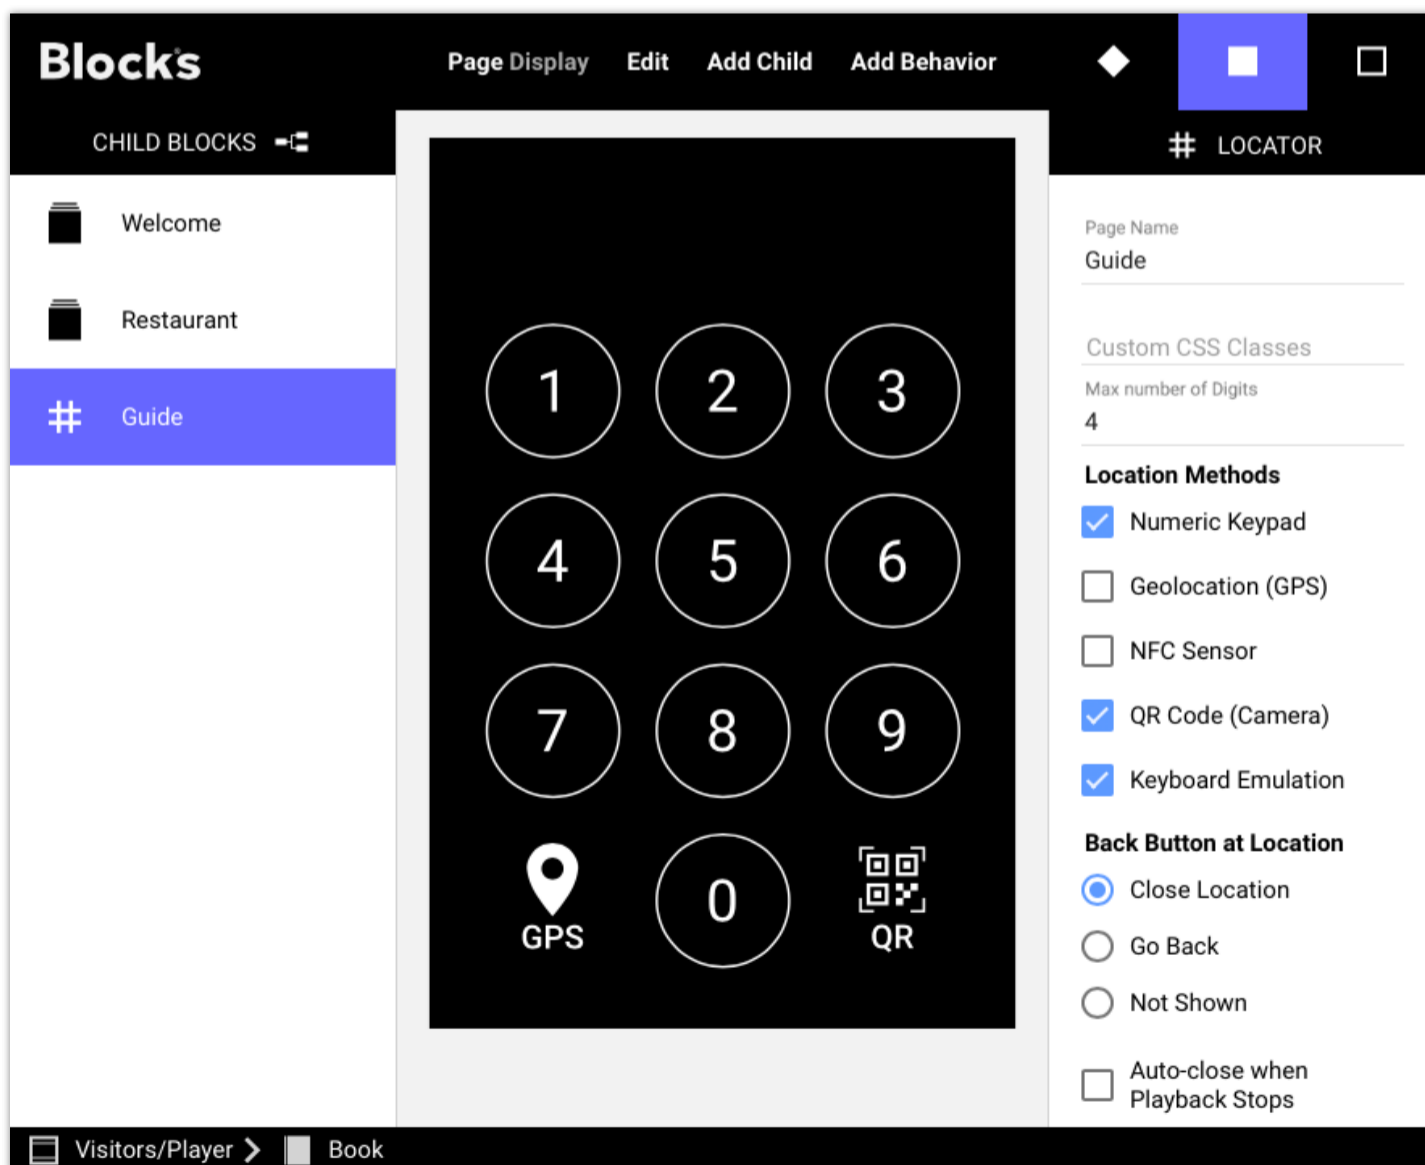 Blocks
Page Display Edit Add Child Add Behavior
CHILD BLOCKS
LOCATOR
Welcome
Restaurant
Guide
1 2 3
4 5 6
7 8 9
GPS 0 QR
Page Name
Guide
Custom CSS Classes
Max number of Digits
4
Location Methods
Numeric Keypad
Geolocation (GPS)
NFC Sensor
QR Code (Camera)
Keyboard Emulation
Back Button at Location
Close Location
Go Back
Not Shown
Auto-close when
Playback Stops
Visitors/Player Book